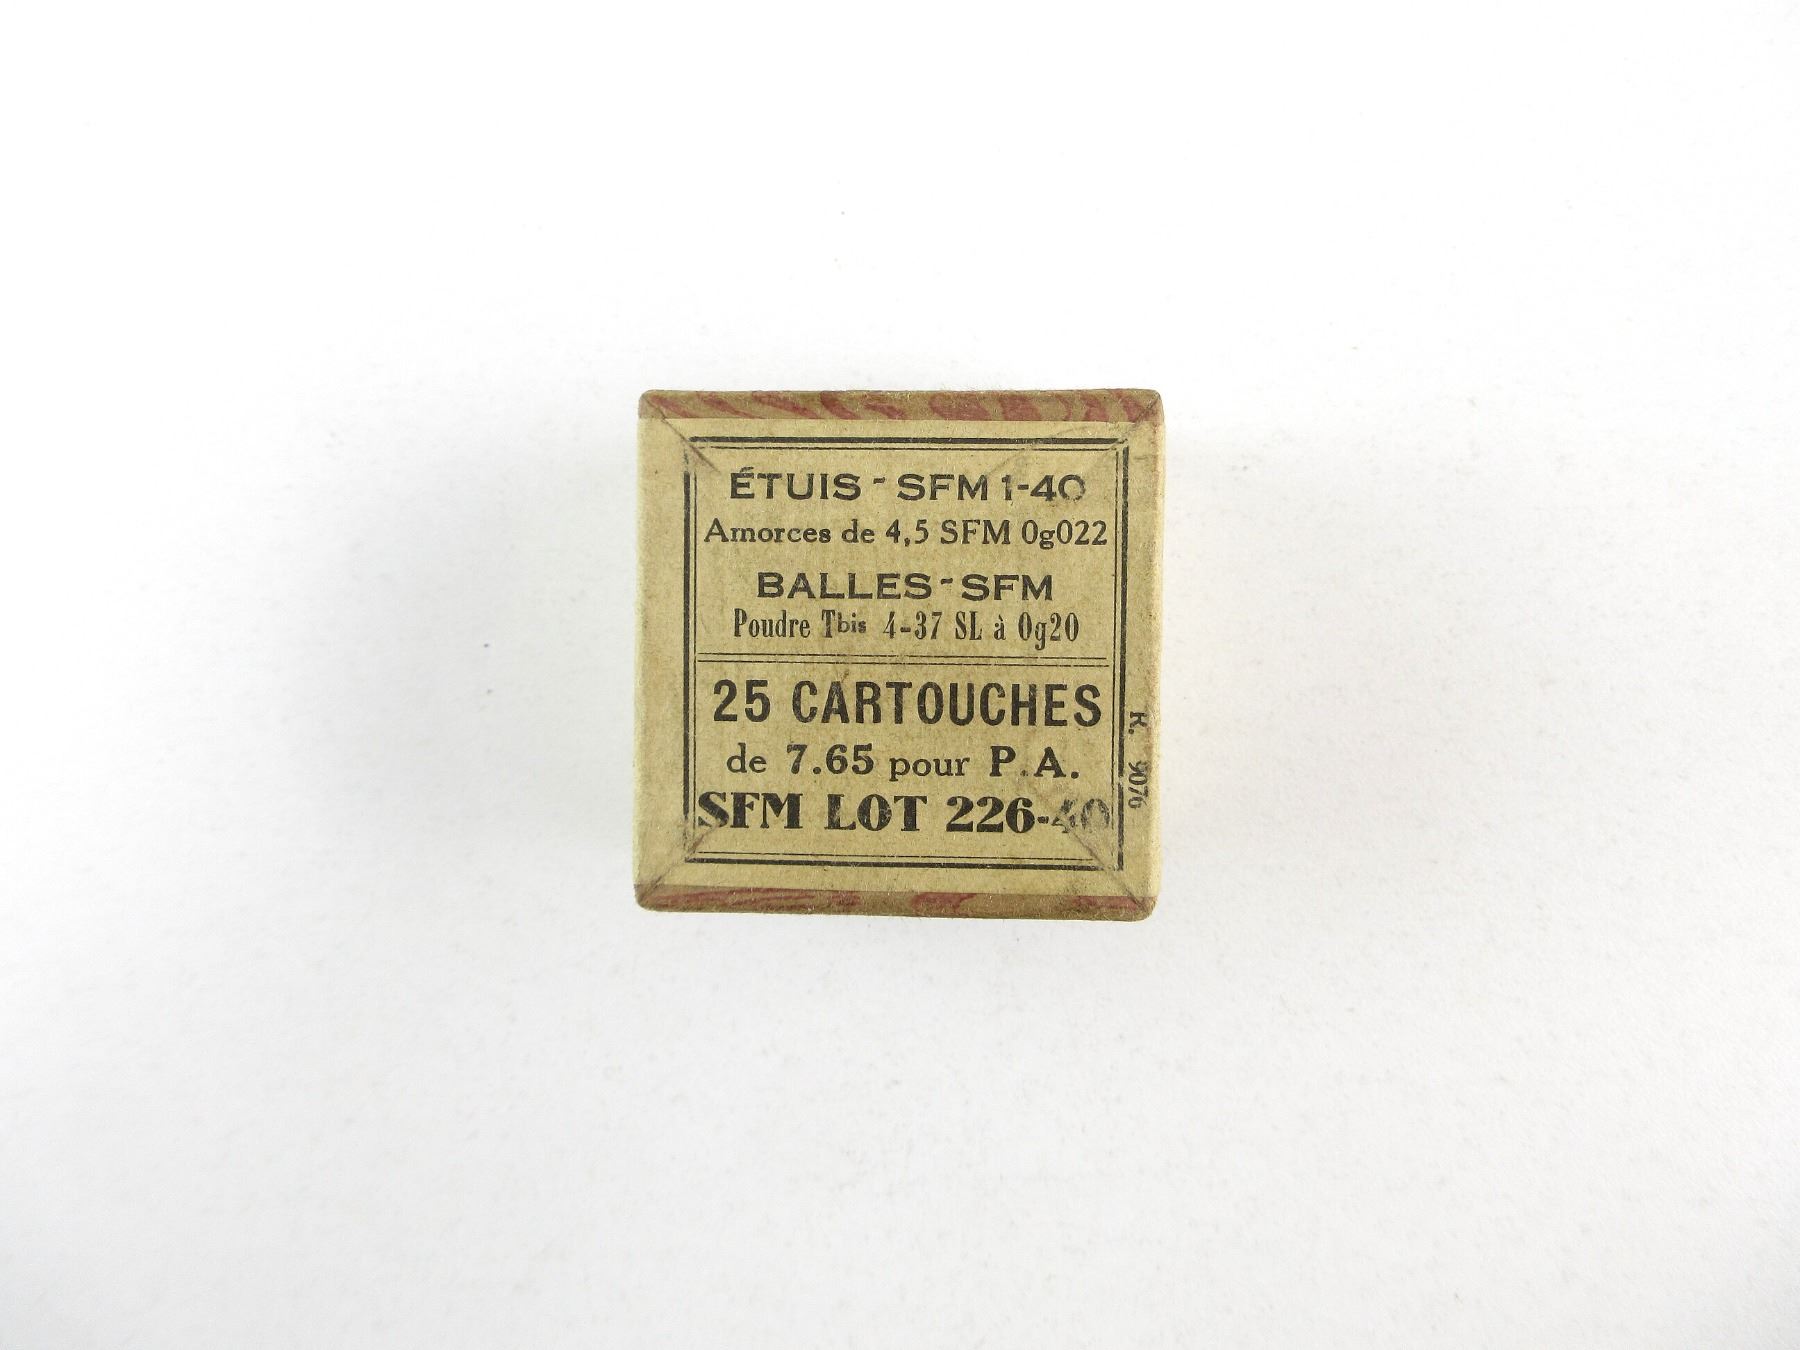 ÉTUIS - SFM 1-40
Amorces de 4,5 SFM 0g022
BALLES - SFM
Poudre Tbis 4-37 SL à 0g20
25 CARTOUCHES
de 7.65 pour P.A.
SFM LOT 226-40
K. 9076